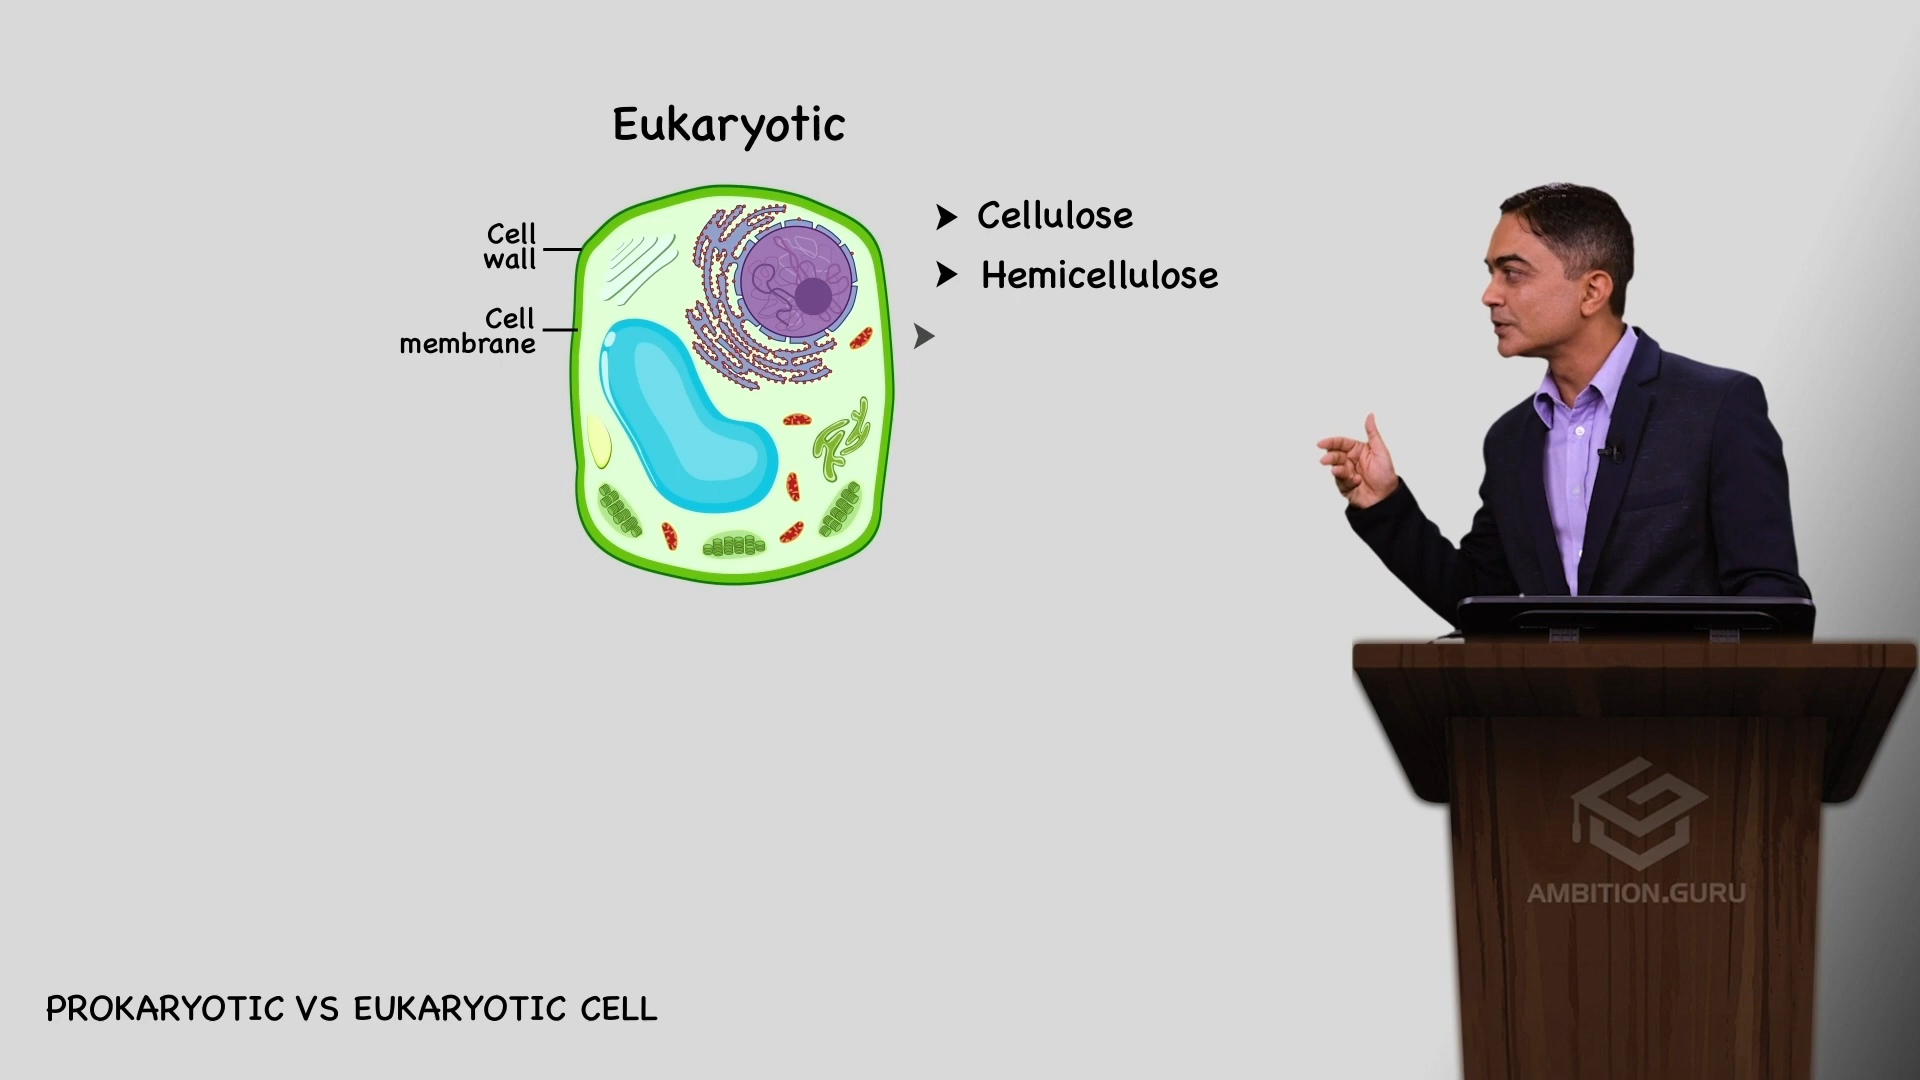 Eukaryotic
Cell
wall
Cell
membrane
➤ Cellulose
➤ Hemicellulose
➤
AMBITION.GURU
PROKARYOTIC VS EUKARYOTIC CELL